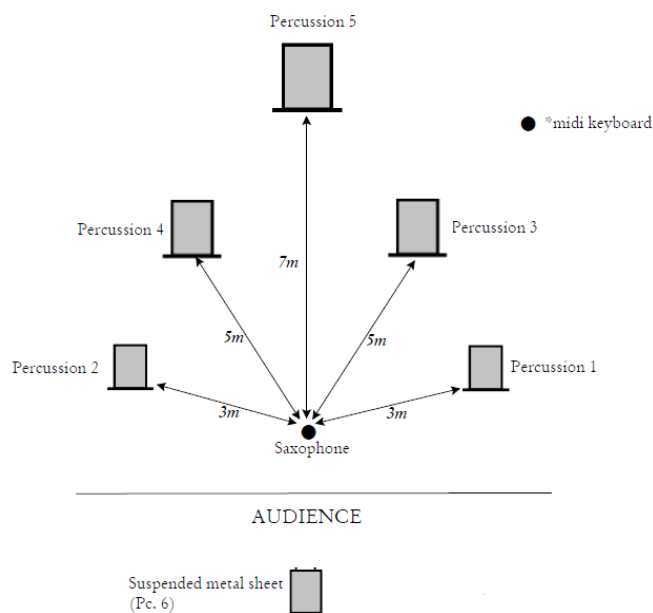 Percussion 5
*midi keyboard
Percussion 4
Percussion 3
7m
5m
5m
Percussion 2
Percussion 1
3m
3m
Saxophone
AUDIENCE
Suspended metal sheet
(Pc. 6)